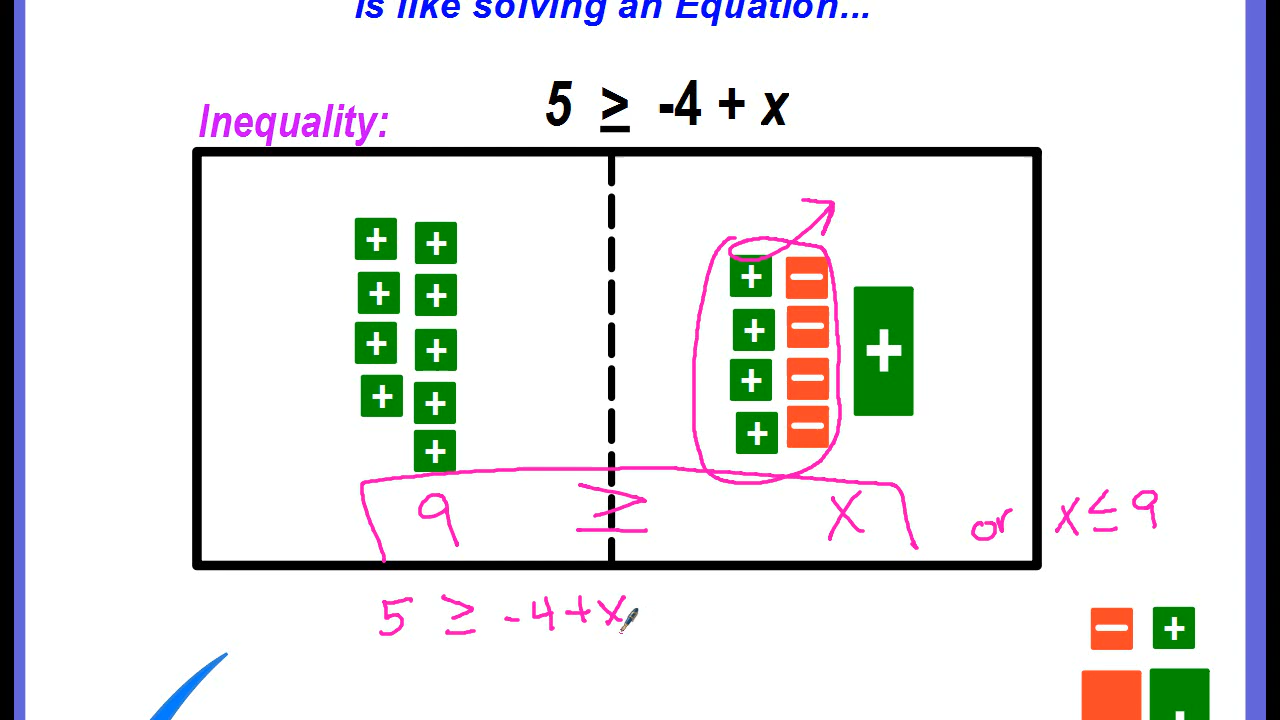 is like solving an Equation...
5 ≥ -4 + x
Inequality:
+ +
+ + + −
+ + + − +
+ + + −
+ + −
9 ≥ x or x ≤ 9
5 ≥ -4+x
− +
+